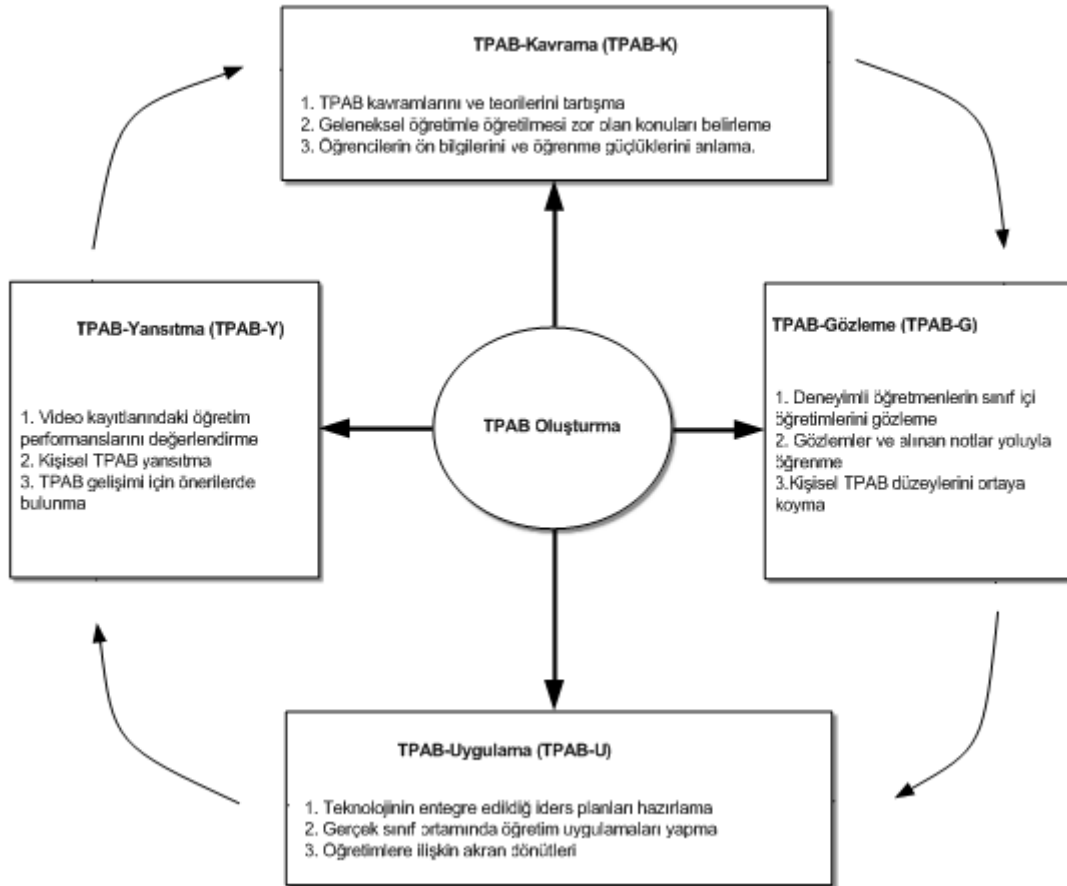 TPAB-Kavrama (TPAB-K)
1. TPAB kavramlarını ve teorilerini tartışma
2. Geleneksel öğretimle öğretilmesi zor olan konuları belirleme
3. Öğrencilerin ön bilgilerini ve öğrenme güçlüklerini anlama.
TPAB-Yansıtma (TPAB-Y)
1. Video kayıtlarındaki öğretim
performanslarını değerlendirme
2. Kişisel TPAB yansıtma
3. TPAB gelişimi için önerilerde
bulunma
TPAB Oluşturma
TPAB-Gözleme (TPAB-G)
1. Deneyimli öğretmenlerin sınıf içi
öğretimlerini gözleme
2. Gözlemler ve alınan notlar yoluyla
öğrenme
3.Kişisel TPAB düzeylerini ortaya
koyma
TPAB-Uygulama (TPAB-U)
1. Teknolojinin entegre edildiğ iders planları hazırlama
2. Gerçek sınıf ortamında öğretim uygulamaları yapma
3. Öğretimlere ilişkin akran dönütleri